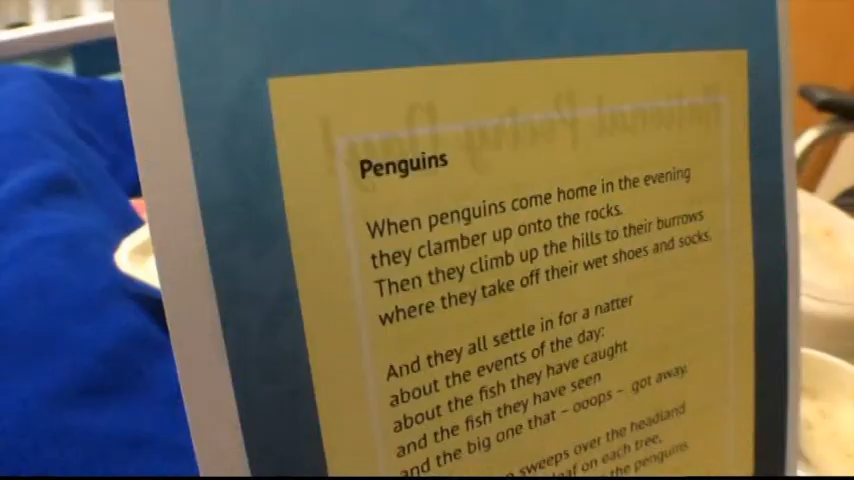 Penguins
When penguins come home in the evening
they clamber up onto the rocks.
Then they climb up the hills to their burrows
where they take off their wet shoes and socks.
And they all settle in for a natter
about the events of the day:
about the fish they have caught
and the fish they have seen
and the big one that – ooops – got away.
sweeps over the headland
leaf on each tree,
the penguins
National Poetry Day!